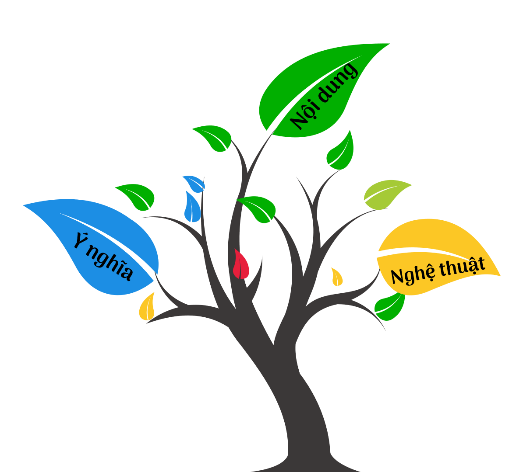 Nội dung
Ý nghĩa
Nghệ thuật